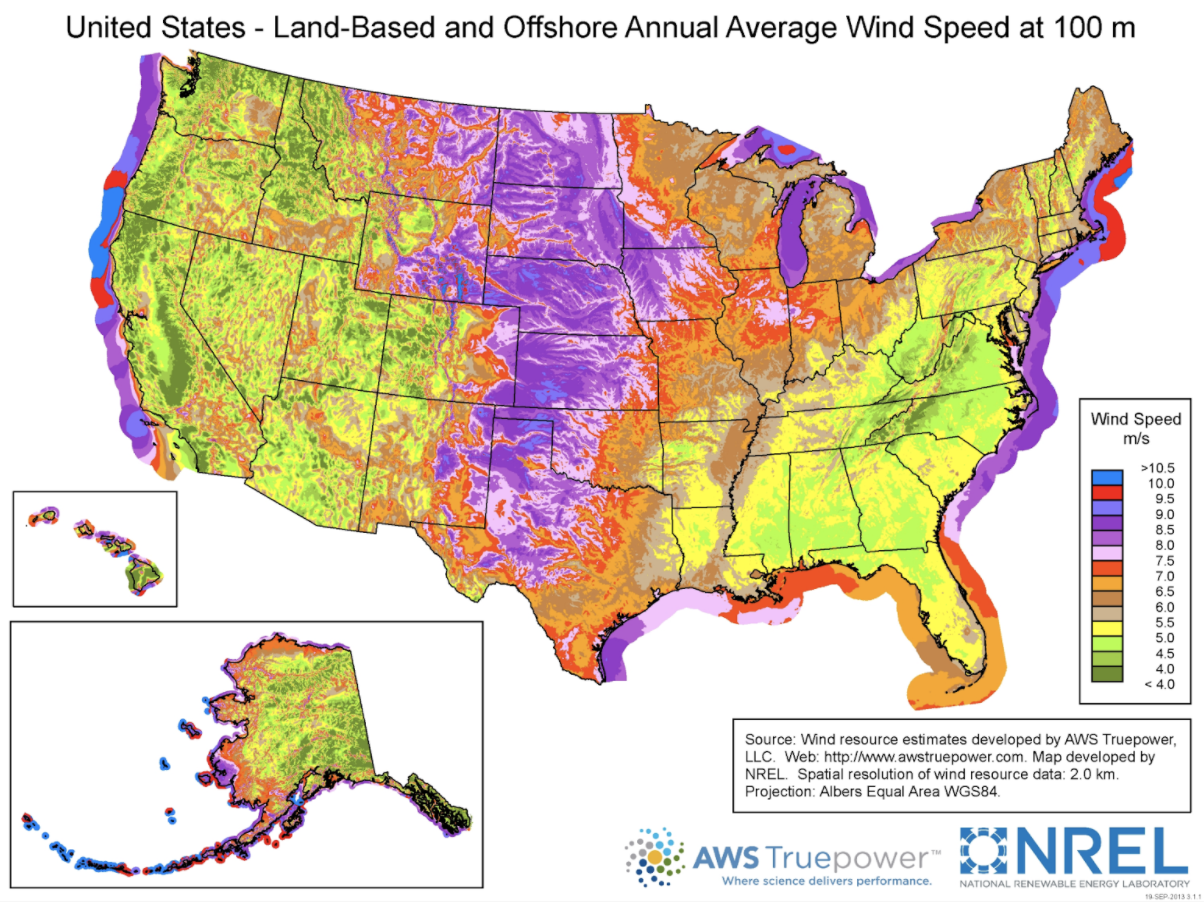 United States - Land-Based and Offshore Annual Average Wind Speed at 100 m
Wind Speed
m/s
>10.5
10.0
9.5
9.0
8.5
8.0
7.5
7.0
6.5
6.0
5.5
5.0
4.5
4.0
< 4.0
Source: Wind resource estimates developed by AWS Truepower,
LLC. Web: http://www.awstruepower.com. Map developed by
NREL. Spatial resolution of wind resource data: 2.0 km.
Projection: Albers Equal Area WGS84.
AWS Truepower™
Where science delivers performance.
NREL
NATIONAL RENEWABLE ENERGY LABORATORY
19-SEP-2013 3.1.1